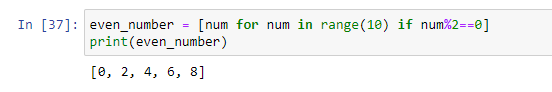 In [37]: even_number = [num for num in range(10) if num%2==0]
print(even_number)
[0, 2, 4, 6, 8]